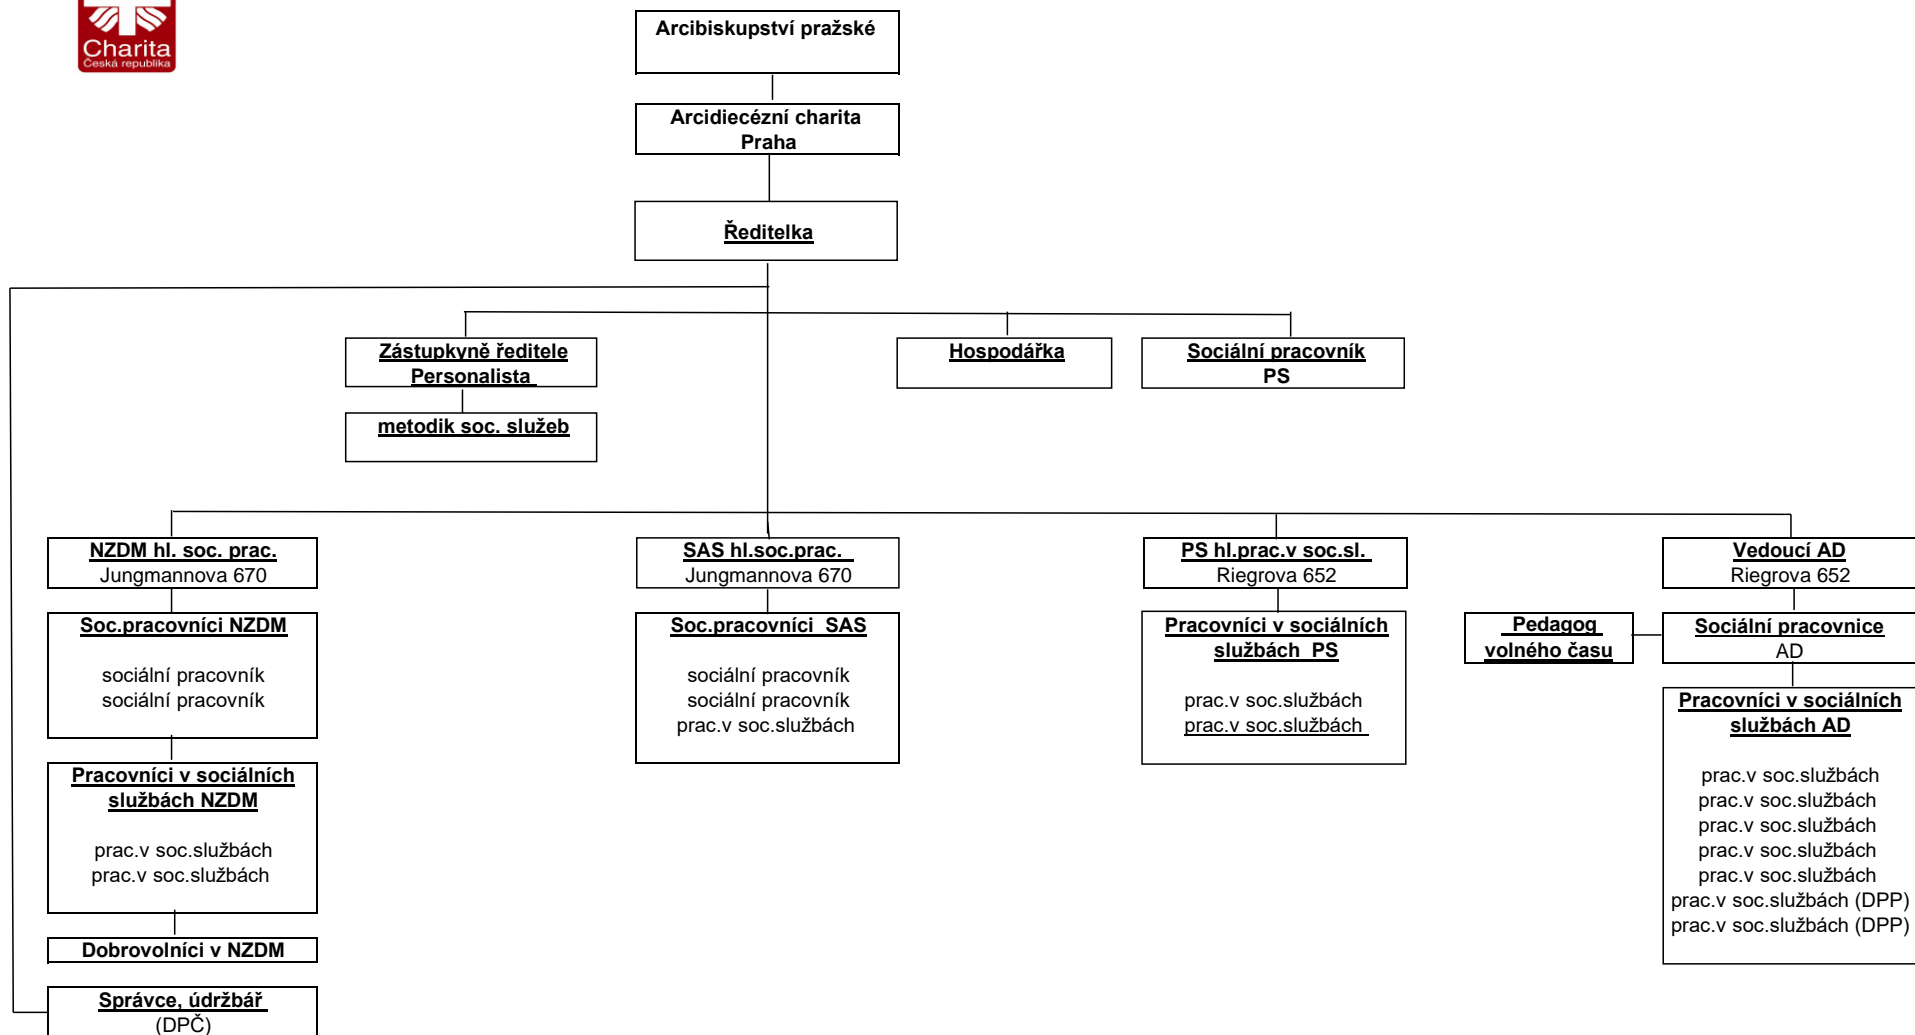 Charita
Česká republika
Arcibiskupství pražské
Arcidiecézní charita
Praha
Ředitelka
Zástupkyně ředitele
Personalista
metodik soc. služeb
Hospodářka
Sociální pracovník
PS
NZDM hl. soc. prac.
Jungmannova 670
Soc.pracovníci NZDM
sociální pracovník
sociální pracovník
Pracovníci v sociálních
službách NZDM
prac.v soc.službách
prac.v soc.službách
Dobrovolníci v NZDM
Správce, údržbář
(DPČ)
SAS hl.soc.prac.
Jungmannova 670
Soc.pracovníci SAS
sociální pracovník
sociální pracovník
prac.v soc.službách
PS hl.prac.v soc.sl.
Riegrova 652
Pracovníci v sociálních
službách PS
prac.v soc.službách
prac.v soc.službách
Vedoucí AD
Riegrova 652
Pedagog
volného času
Sociální pracovnice
AD
Pracovníci v sociálních
službách AD
prac.v soc.službách
prac.v soc.službách
prac.v soc.službách
prac.v soc.službách
prac.v soc.službách
prac.v soc.službách (DPP)
prac.v soc.službách (DPP)